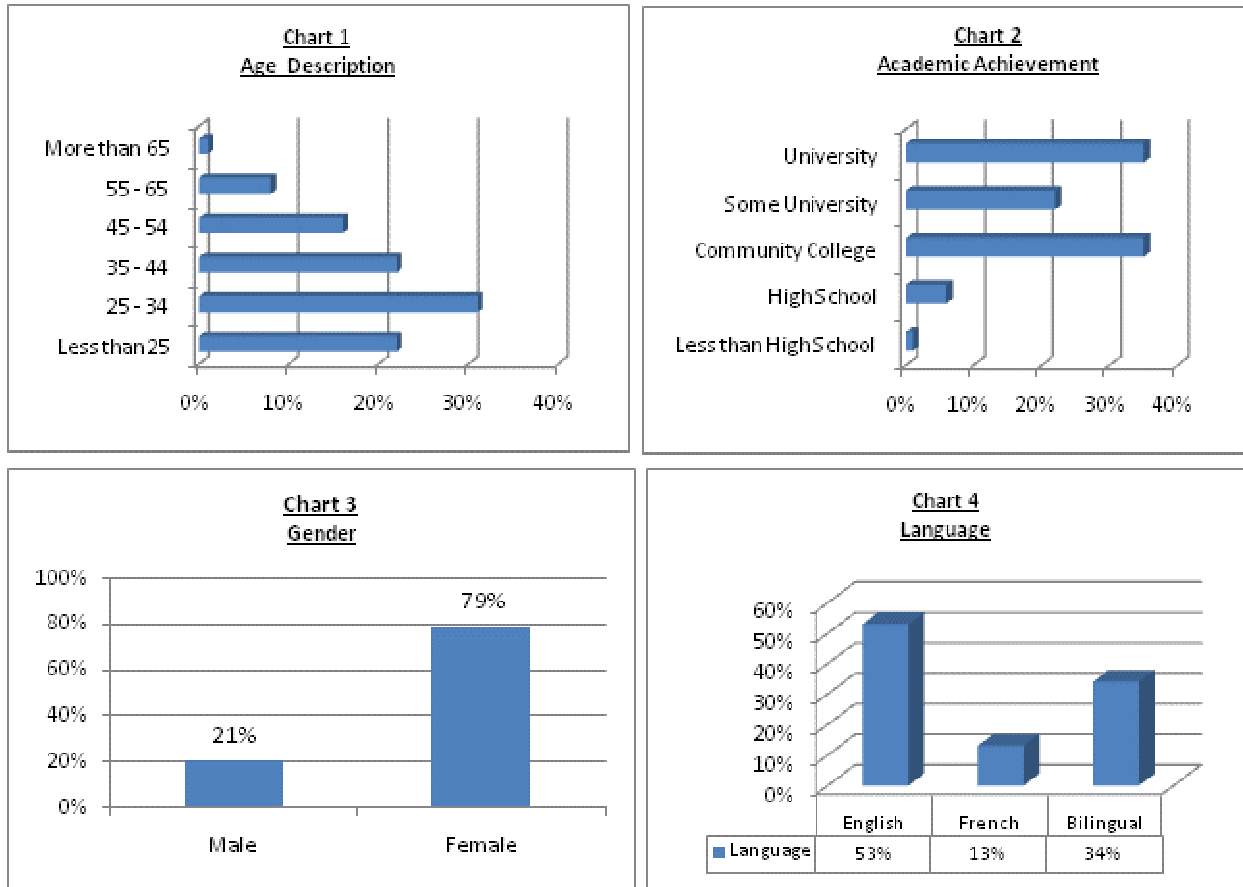 Chart 1
Age Description
More than 65
55 - 65
45 - 54
35 - 44
25 - 34
Less than 25
0% 10% 20% 30% 40%
Chart 2
Academic Achievement
University
Some University
Community College
High School
Less than High School
0% 10% 20% 30% 40%
Chart 3
Gender
100%
80%
60%
40%
20%
0%
21%
79%
Male Female
Chart 4
Language
60%
50%
40%
30%
20%
10%
0%
English French Bilingual
Language 53% 13% 34%